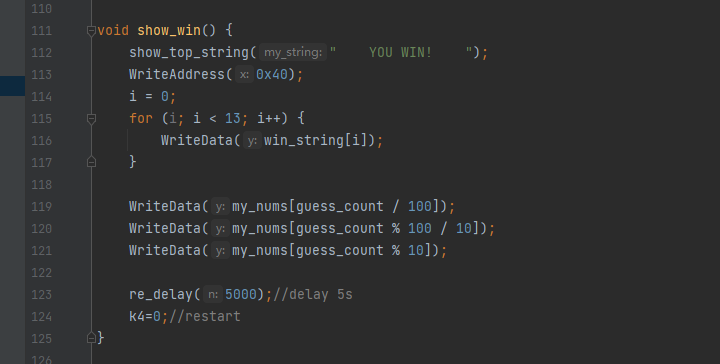 110
111 void show_win() {
112 show_top_string( my_string: "    YOU WIN!    ");
113 WriteAddress( x: 0x40);
114 i = 0;
115 for (i; i < 13; i++) {
116 WriteData( y: win_string[i]);
117 }
118
119 WriteData( y: my_nums[guess_count / 100]);
120 WriteData( y: my_nums[guess_count % 100 / 10]);
121 WriteData( y: my_nums[guess_count % 10]);
122
123 re_delay( n: 5000);//delay 5s
124 k4=0;//restart
125 }
126